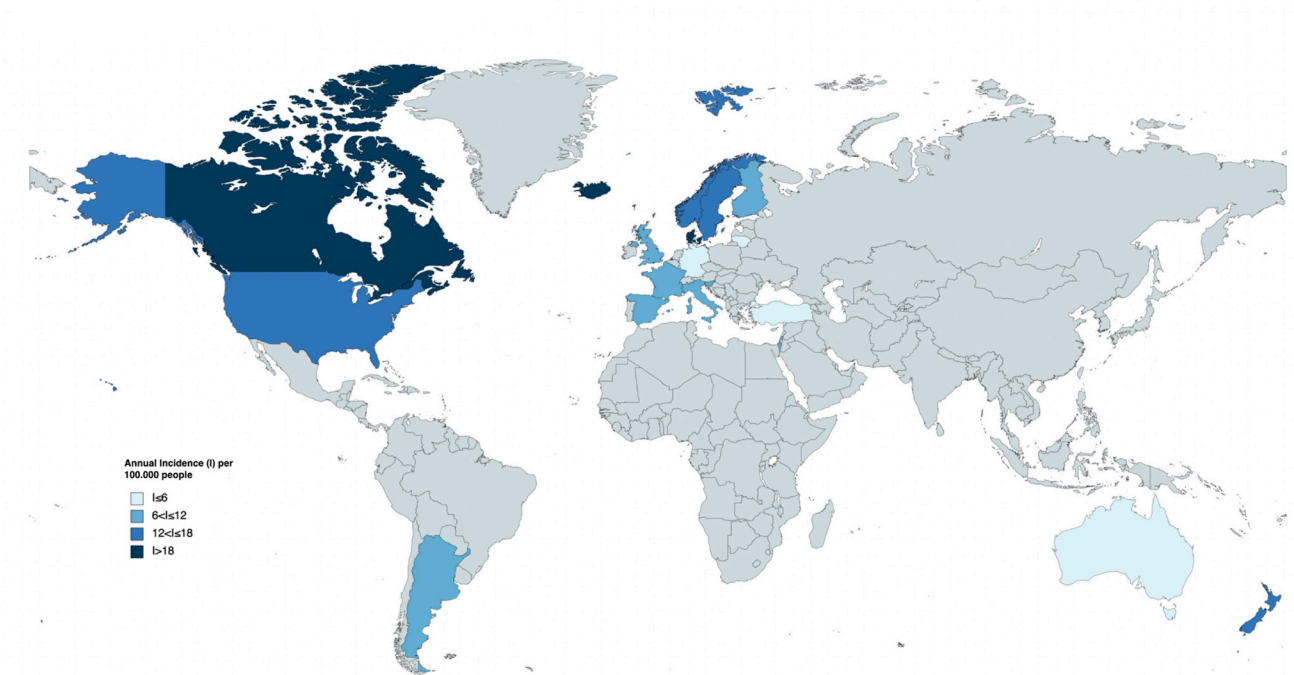 Annual Incidence (I) per
100.000 people
I≤6
6<I≤12
12<I≤18
I>18